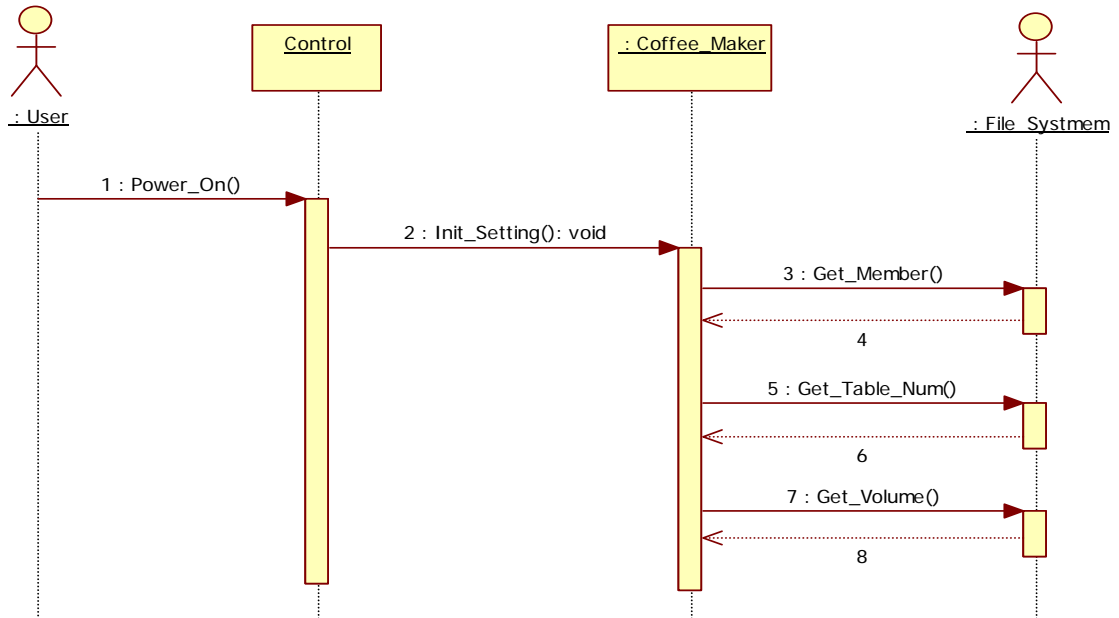 Control
: Coffee_Maker
: User
: File_Systmem
1 : Power_On()
2 : Init_Setting(): void
3 : Get_Member()
4
5 : Get_Table_Num()
6
7 : Get_Volume()
8